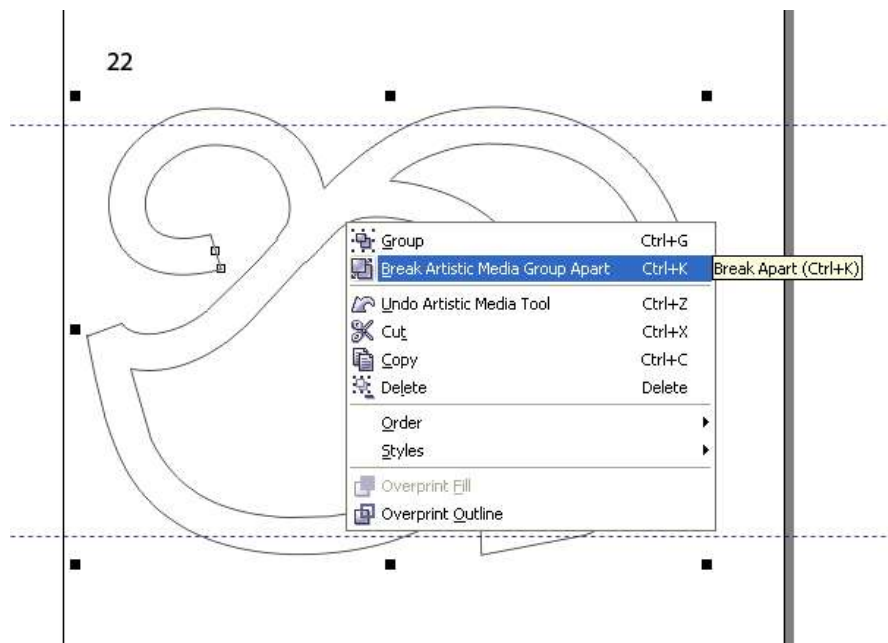 22
Group Ctrl+G
Break Artistic Media Group Apart Ctrl+K
Break Apart (Ctrl+K)
Undo Artistic Media Tool Ctrl+Z
Cut Ctrl+X
Copy Ctrl+C
Delete Delete
Order
Styles
Overprint Fill
Overprint Outline